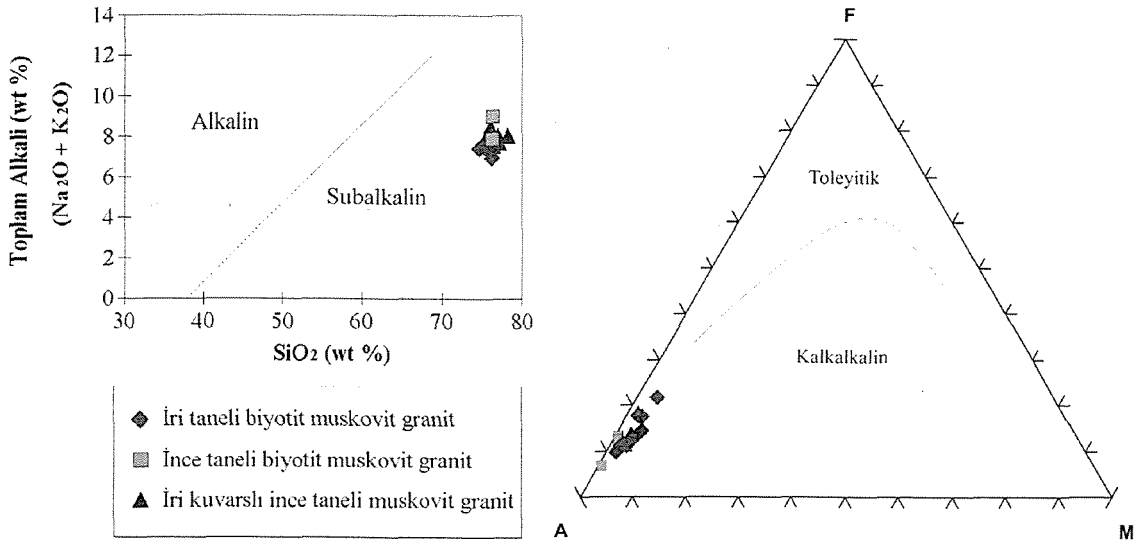 Toplam Alkali (wt %)
(Na2O + K2O)
14
12
10
8
6
4
2
0
Alkalin
Subalkalin
30
40
50
60
70
80
SiO2 (wt %)
İri taneli biyotit muskovit granit
İnce taneli biyotit muskovit granit
İri kuvarslı ince taneli muskovit granit
F
Toleyitik
Kalkalkalin
A
M